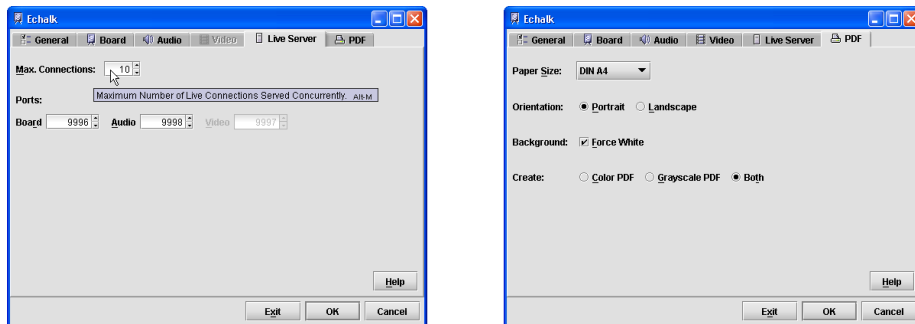 Echalk
General Board Audio Video Live Server PDF
Max. Connections: 10
Maximum Number of Live Connections Served Concurrently. Alt-M
Ports:
Board 9996 Audio 9998 Video 9997
Help
Exit OK Cancel
Echalk
General Board Audio Video Live Server PDF
Paper Size: DIN A4
Orientation: Portrait Landscape
Background: Force White
Create: Color PDF Grayscale PDF Both
Help
Exit OK Cancel